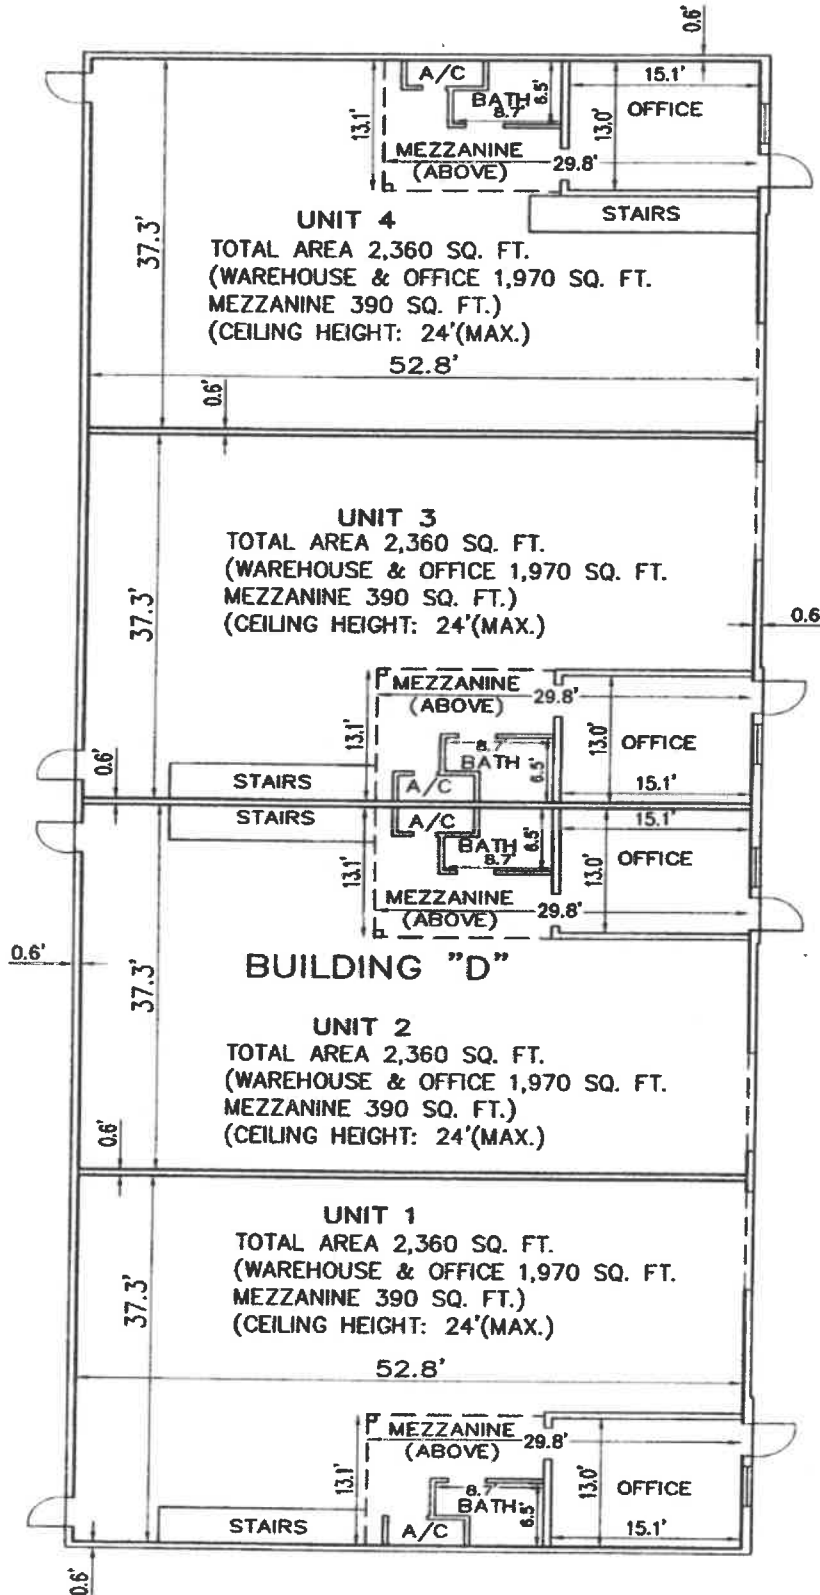 0.6'
A/C
15.1'
BATH
6.5'
8.7'
OFFICE
13.1'
13.0'
MEZZANINE
29.8'
(ABOVE)
STAIRS
37.3'
UNIT 4
TOTAL AREA 2,360 SQ. FT.
(WAREHOUSE & OFFICE 1,970 SQ. FT.
MEZZANINE 390 SQ. FT.)
(CEILING HEIGHT: 24'(MAX.)
52.8'
0.6'
UNIT 3
TOTAL AREA 2,360 SQ. FT.
(WAREHOUSE & OFFICE 1,970 SQ. FT.
MEZZANINE 390 SQ. FT.)
(CEILING HEIGHT: 24'(MAX.)
37.3'
0.6
MEZZANINE
29.8'
(ABOVE)
13.1'
13.0'
OFFICE
8.7'
BATH
6.5'
0.6'
STAIRS
A/C
15.1'
STAIRS
A/C
15.1'
BATH
6.5'
8.7'
OFFICE
13.1'
13.0'
MEZZANINE
29.8'
(ABOVE)
0.6'
37.3'
BUILDING "D"
UNIT 2
TOTAL AREA 2,360 SQ. FT.
(WAREHOUSE & OFFICE 1,970 SQ. FT.
MEZZANINE 390 SQ. FT.)
(CEILING HEIGHT: 24'(MAX.)
0.6'
UNIT 1
TOTAL AREA 2,360 SQ. FT.
(WAREHOUSE & OFFICE 1,970 SQ. FT.
MEZZANINE 390 SQ. FT.)
(CEILING HEIGHT: 24'(MAX.)
37.3'
52.8'
MEZZANINE
29.8'
(ABOVE)
13.1'
13.0'
8.7'
OFFICE
BATH
6.5'
STAIRS
A/C
15.1'
0.6'